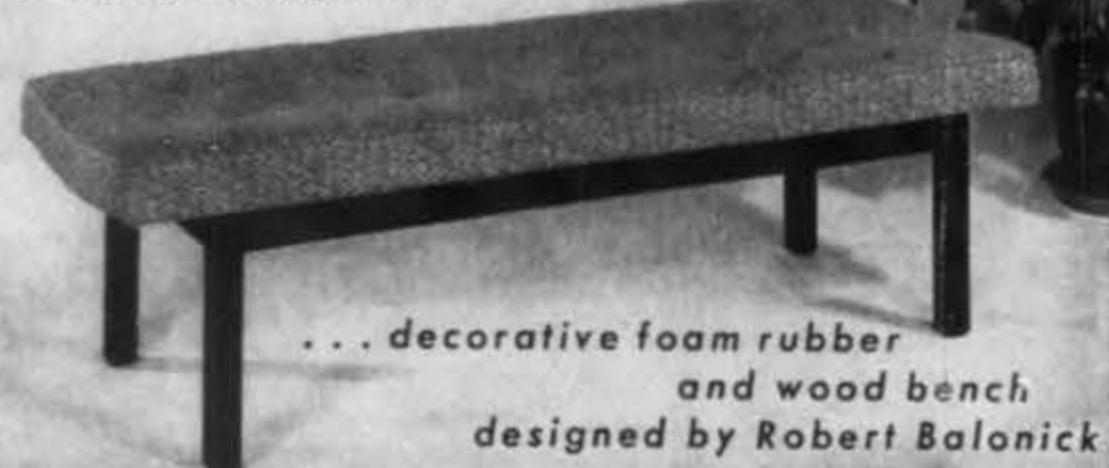 ... decorative foam rubber
and wood bench
designed by Robert Balonick